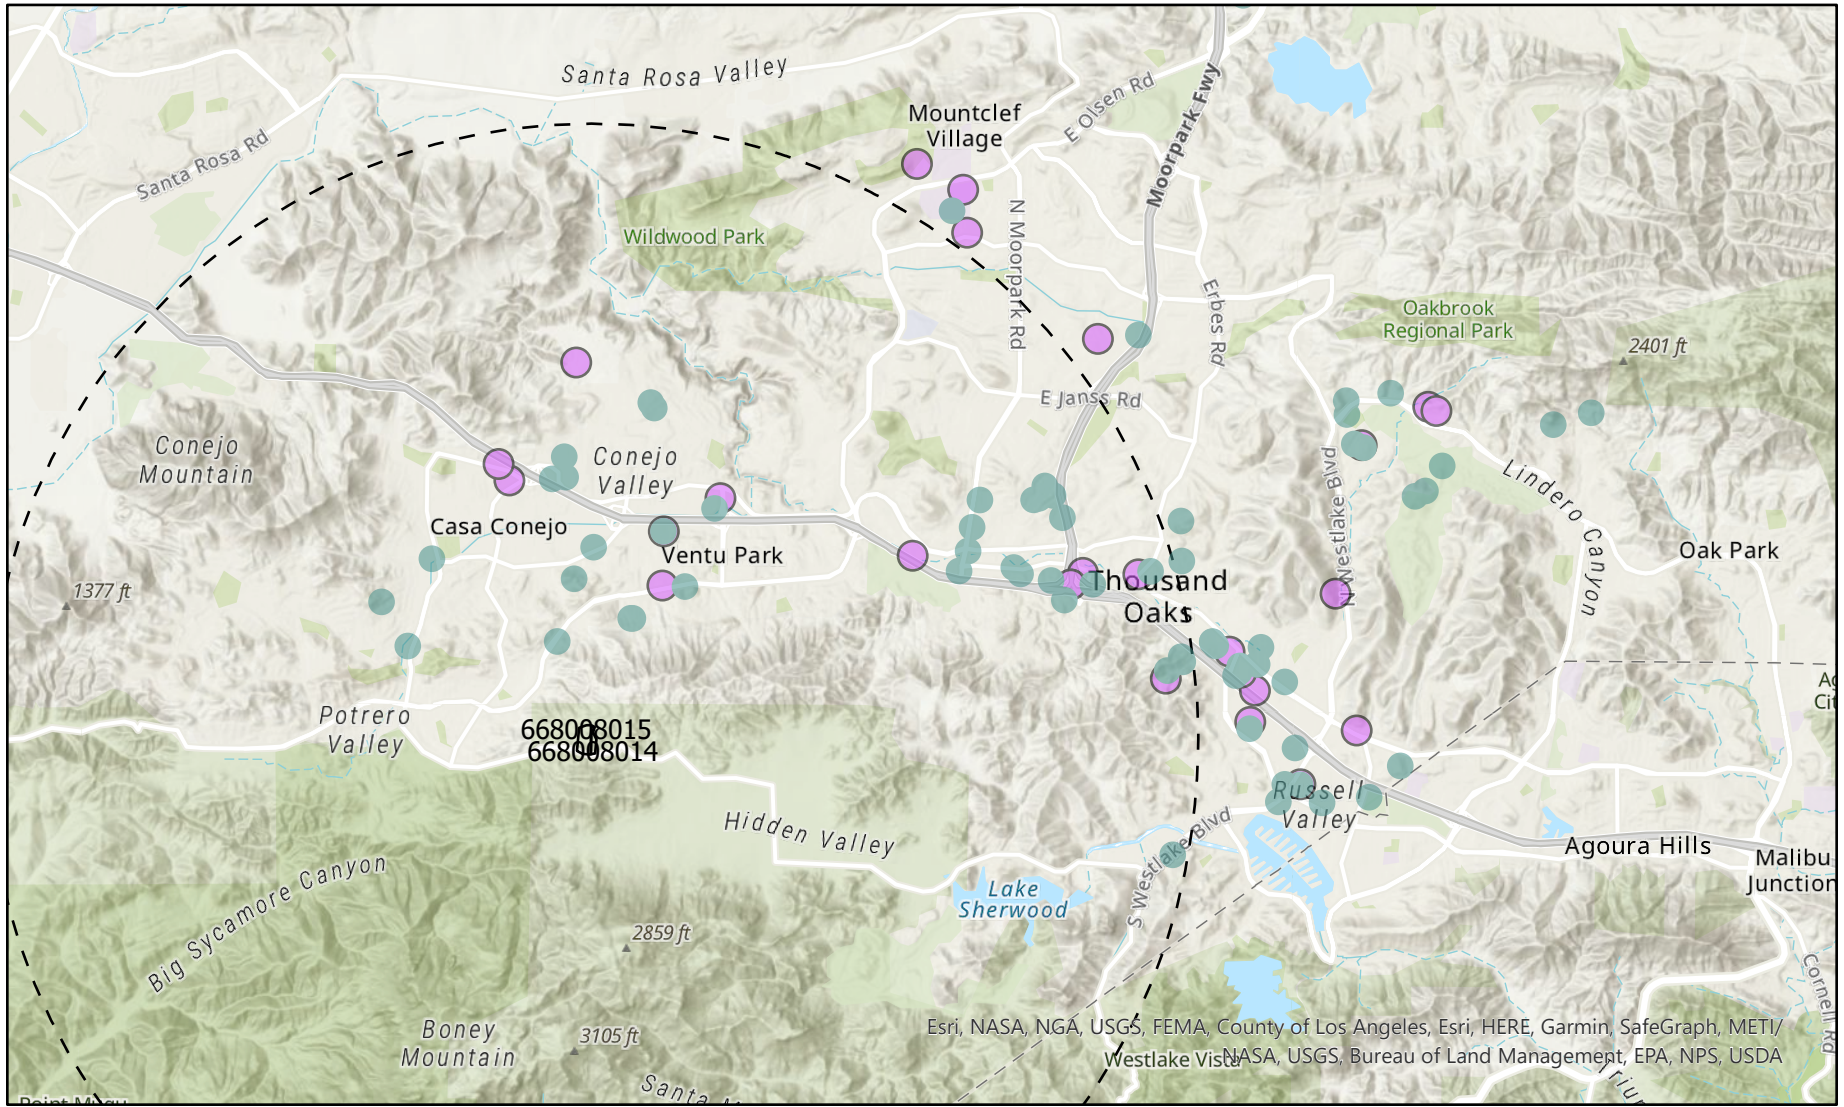 Santa Rosa Valley
Mountclef
Village
E Olsen Rd
Moorpark Fwy
Santa Rosa Rd
Wildwood Park
N Moorpark Rd
Erbes Rd
Oakbrook
Regional Park
2401 ft
E Janss Rd
Conejo
Mountain
Conejo
Valley
N Westlake Blvd
Lindero Canyon
Casa Conejo
Ventu Park
Oak Park
1377 ft
Thousand
Oaks
Potrero
Valley
668008015
668008014
Hidden Valley
Russell
Valley
S Westlake Blvd
Agoura Hills
Malibu
Junction
Big Sycamore Canyon
Lake
Sherwood
2859 ft
Boney
Mountain
3105 ft
Cornell Rd
Esri, NASA, NGA, USGS, FEMA, County of Los Angeles, Esri, HERE, Garmin, SafeGraph, METI/
NASA, USGS, Bureau of Land Management, EPA, NPS, USDA
Westlake Vista
Santa M
Point Mugu